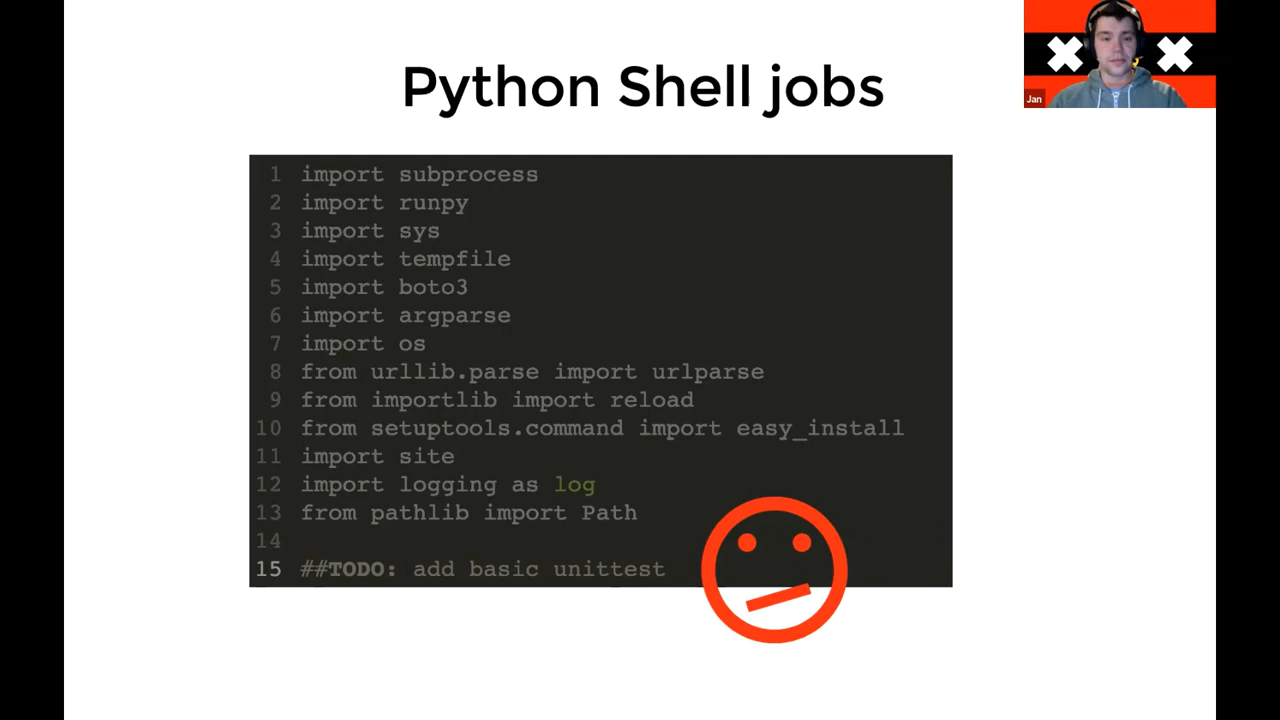 Python Shell jobs
Jan
1 import subprocess
2 import runpy
3 import sys
4 import tempfile
5 import boto3
6 import argparse
7 import os
8 from urllib.parse import urlparse
9 from importlib import reload
10 from setuptools.command import easy_install
11 import site
12 import logging as log
13 from pathlib import Path
14
15 ##TODO: add basic unittest